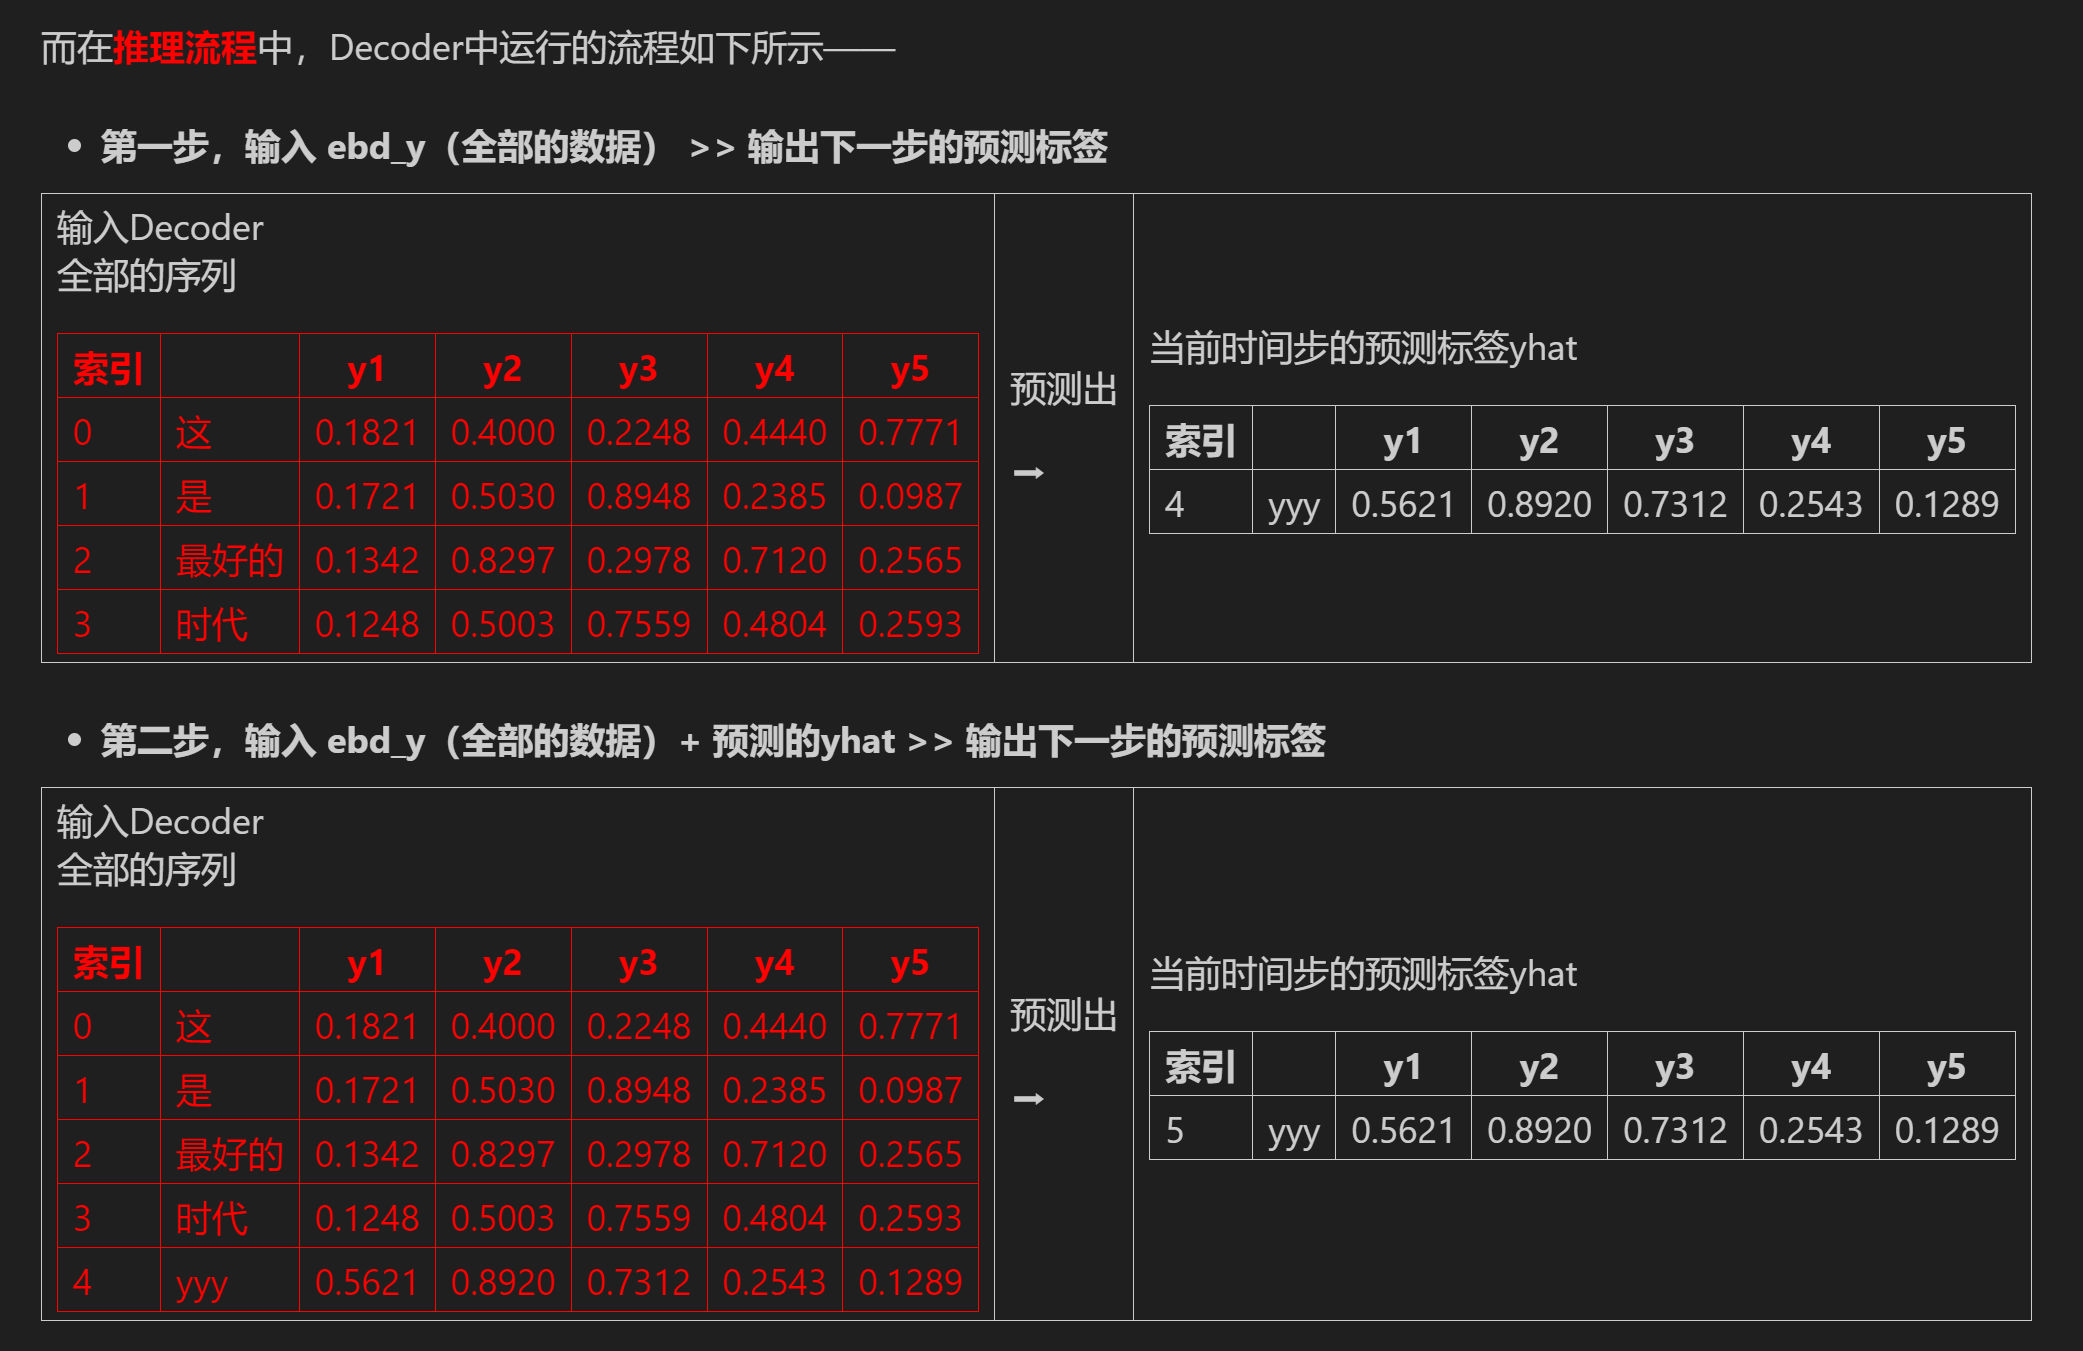 而在推理流程中，Decoder中运行的流程如下所示——
• 第一步，输入 ebd_y（全部的数据） >> 输出下一步的预测标签
输入Decoder
全部的序列
索引 y1 y2 y3 y4 y5
0 这 0.1821 0.4000 0.2248 0.4440 0.7771
1 是 0.1721 0.5030 0.8948 0.2385 0.0987
2 最好的 0.1342 0.8297 0.2978 0.7120 0.2565
3 时代 0.1248 0.5003 0.7559 0.4804 0.2593
预测出
→
当前时间步的预测标签yhat
索引 y1 y2 y3 y4 y5
4 yyy 0.5621 0.8920 0.7312 0.2543 0.1289
• 第二步，输入 ebd_y（全部的数据）+ 预测的yhat >> 输出下一步的预测标签
输入Decoder
全部的序列
索引 y1 y2 y3 y4 y5
0 这 0.1821 0.4000 0.2248 0.4440 0.7771
1 是 0.1721 0.5030 0.8948 0.2385 0.0987
2 最好的 0.1342 0.8297 0.2978 0.7120 0.2565
3 时代 0.1248 0.5003 0.7559 0.4804 0.2593
4 yyy 0.5621 0.8920 0.7312 0.2543 0.1289
预测出
→
当前时间步的预测标签yhat
索引 y1 y2 y3 y4 y5
5 yyy 0.5621 0.8920 0.7312 0.2543 0.1289